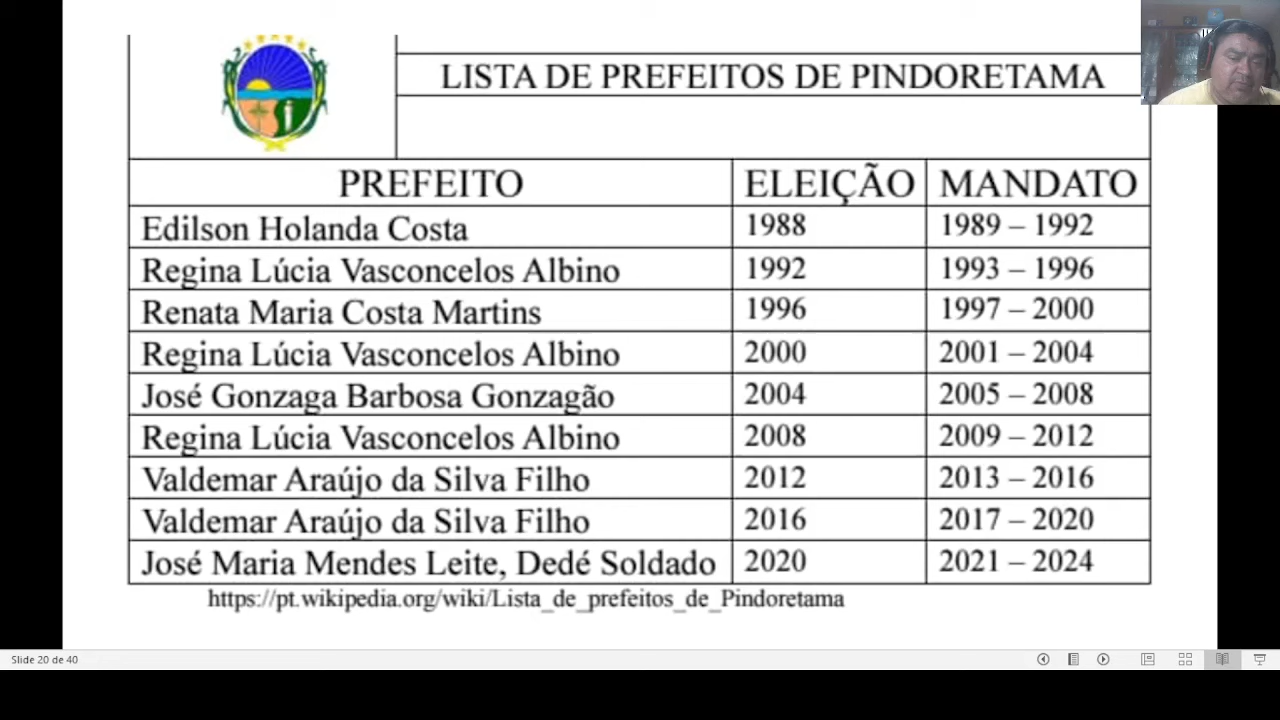 LISTA DE PREFEITOS DE PINDORETAMA
PREFEITO ELEIÇÃO MANDATO
Edilson Holanda Costa 1988 1989 – 1992
Regina Lúcia Vasconcelos Albino 1992 1993 – 1996
Renata Maria Costa Martins 1996 1997 – 2000
Regina Lúcia Vasconcelos Albino 2000 2001 – 2004
José Gonzaga Barbosa Gonzagão 2004 2005 – 2008
Regina Lúcia Vasconcelos Albino 2008 2009 – 2012
Valdemar Araújo da Silva Filho 2012 2013 – 2016
Valdemar Araújo da Silva Filho 2016 2017 – 2020
José Maria Mendes Leite, Dedé Soldado 2020 2021 – 2024
https://pt.wikipedia.org/wiki/Lista_de_prefeitos_de_Pindoretama
Slide 20 de 40